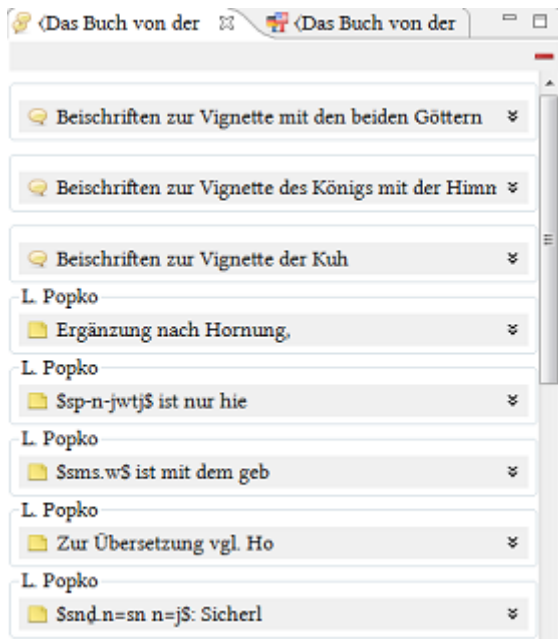 ‹Das Buch von der
‹Das Buch von der
Beischriften zur Vignette mit den beiden Göttern
Beischriften zur Vignette des Königs mit der Himm
Beischriften zur Vignette der Kuh
L. Popko
Ergänzung nach Hornung,
L. Popko
$sp-n-jwtj$ ist nur hie
L. Popko
$sms.w$ ist mit dem geb
L. Popko
Zur Übersetzung vgl. Ho
L. Popko
$snḏ.n=sn n=j$: Sicherl